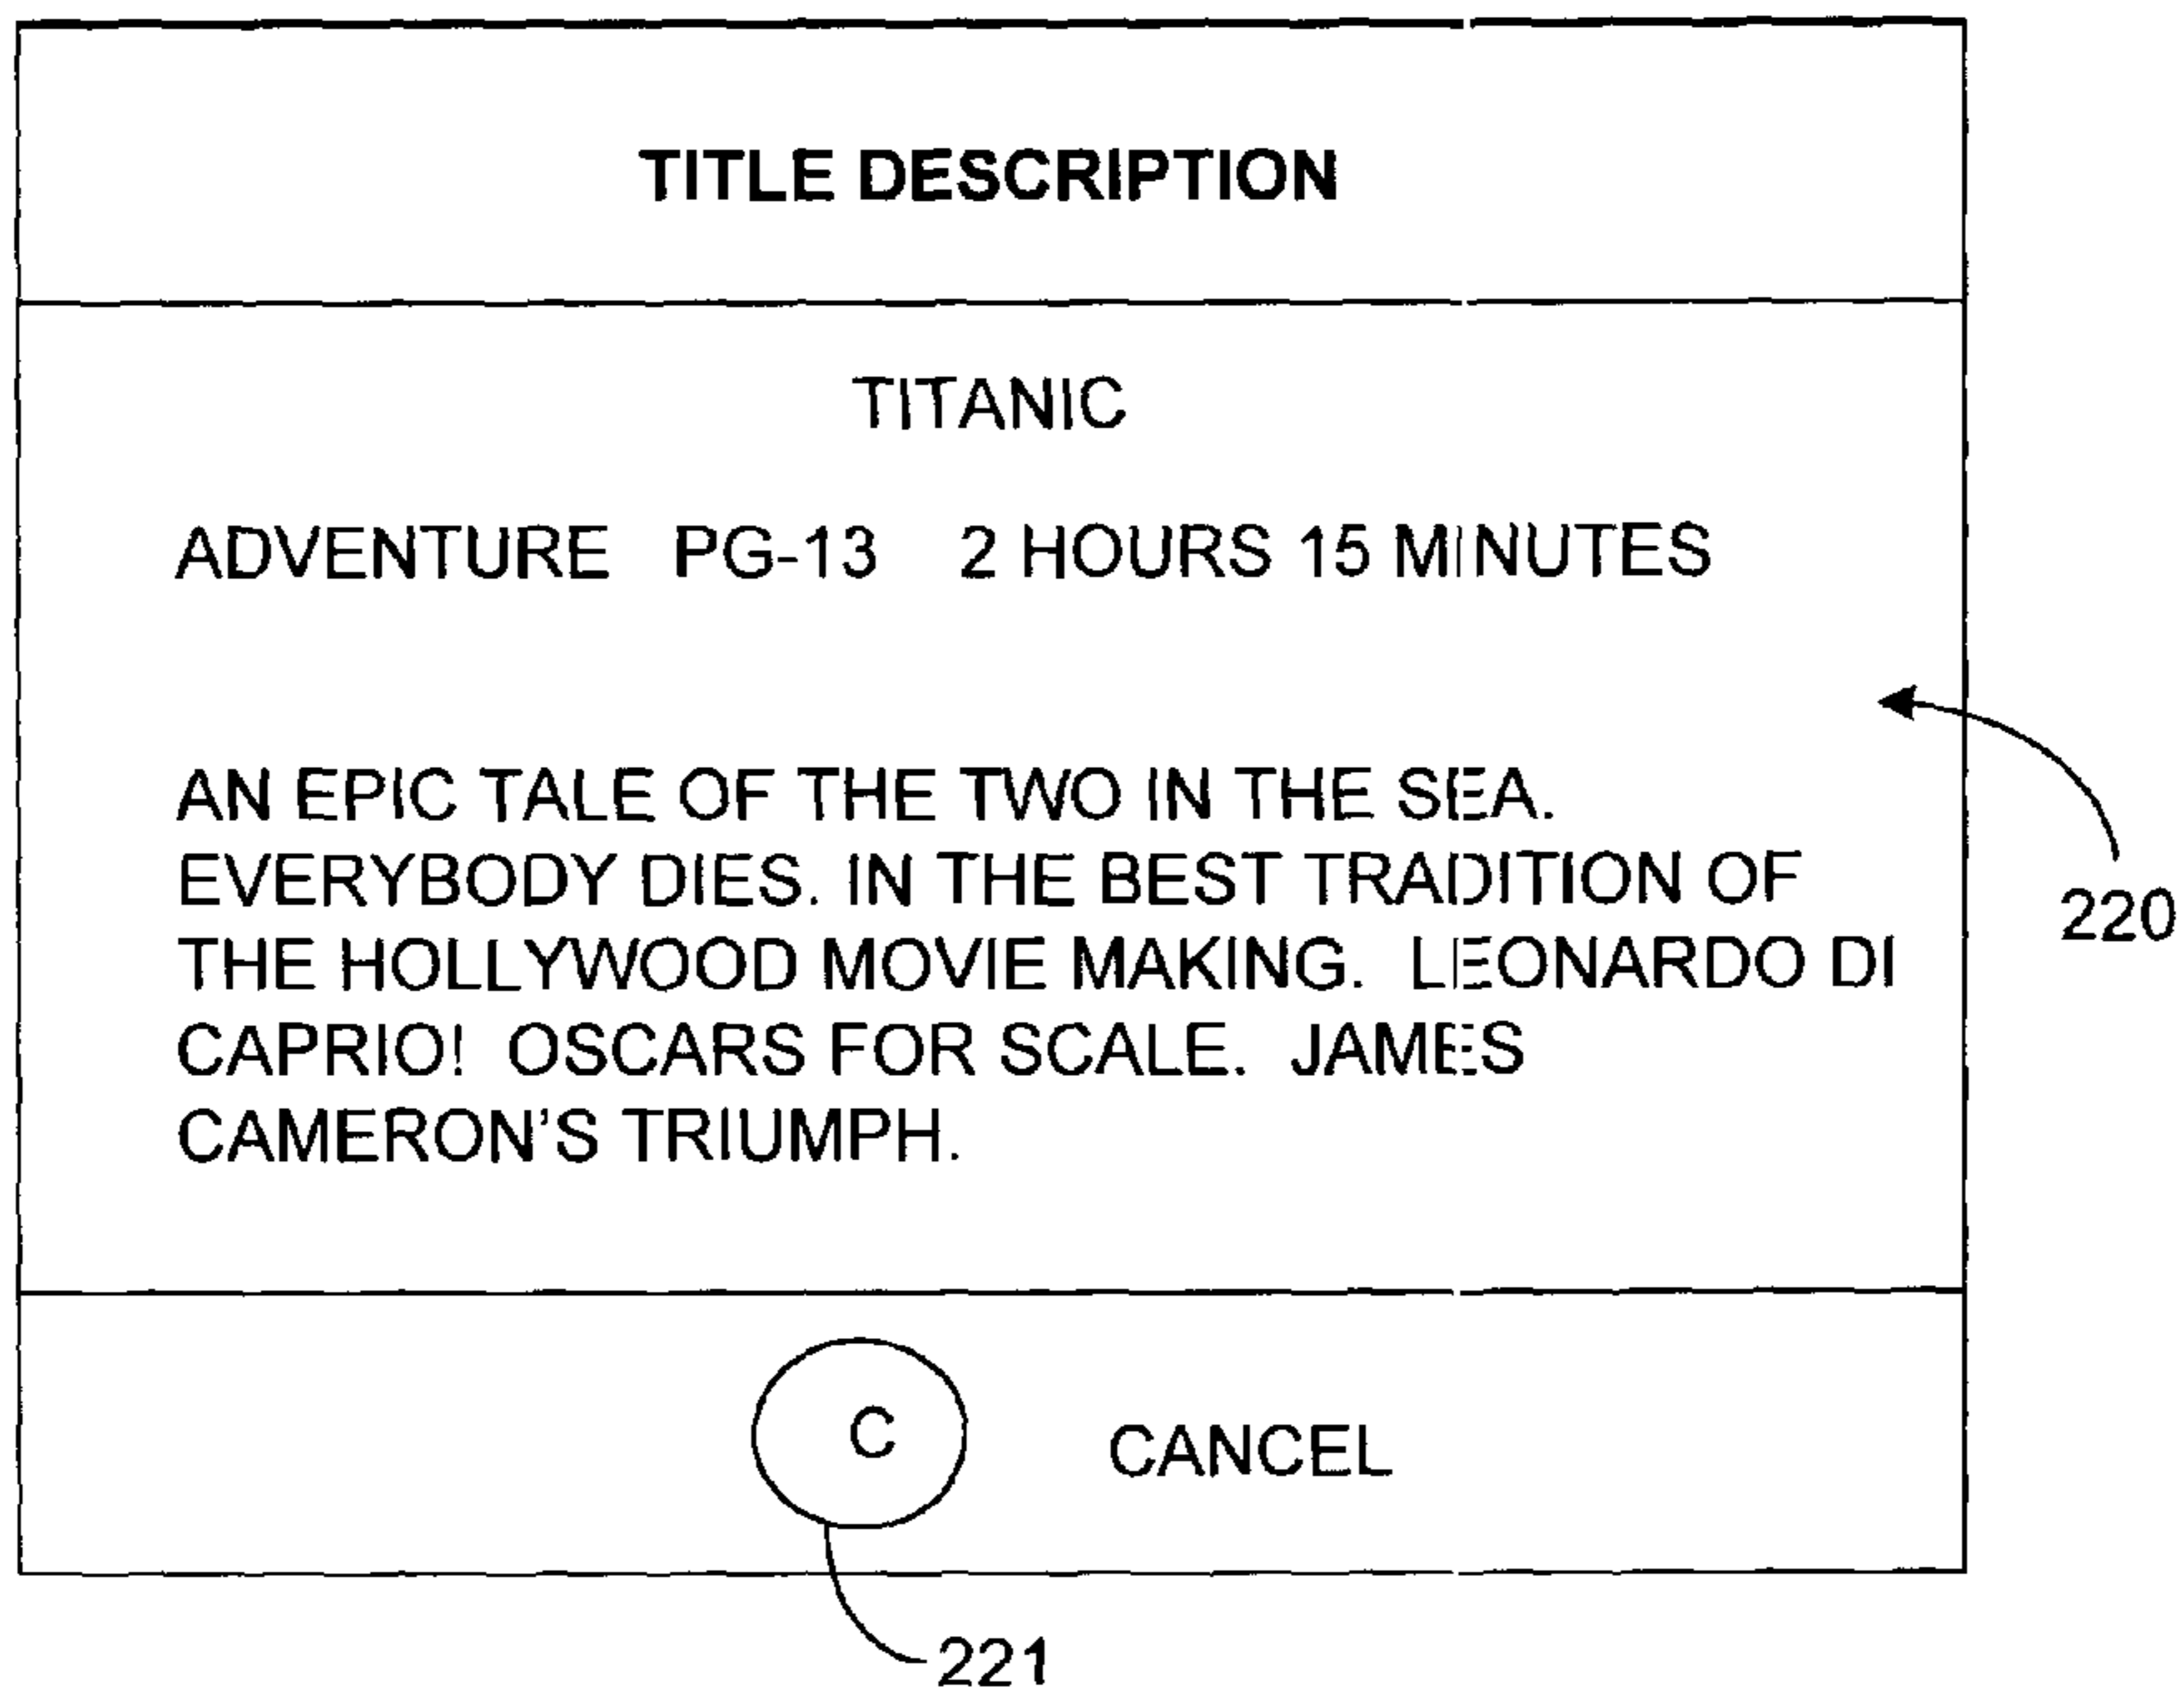 TITLE DESCRIPTION
TITANIC
ADVENTURE PG-13 2 HOURS 15 MINUTES
AN EPIC TALE OF THE TWO IN THE SEA.
EVERYBODY DIES. IN THE BEST TRADITION OF
THE HOLLYWOOD MOVIE MAKING. LEONARDO DI
CAPRIO! OSCARS FOR SCALE. JAMES
CAMERON'S TRIUMPH.
220
C CANCEL
221